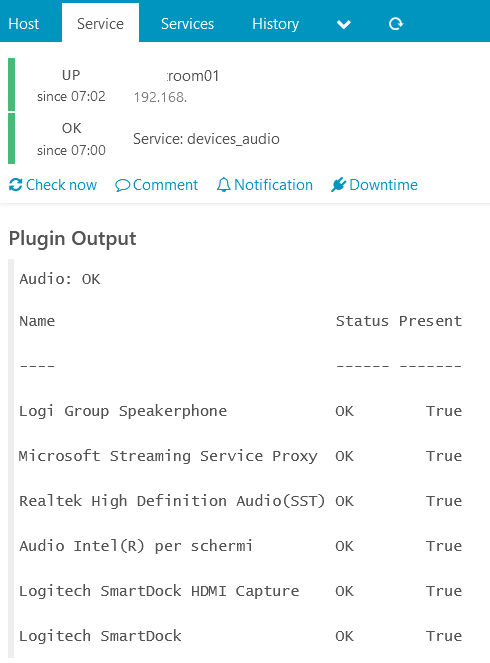 Host Service Services History
UP
since 07:02
room01
192.168.
OK
since 07:00
Service: devices_audio
Check now Comment Notification Downtime
Plugin Output
Audio: OK
Name Status Present
---- ------ -------
Logi Group Speakerphone OK True
Microsoft Streaming Service Proxy OK True
Realtek High Definition Audio(SST) OK True
Audio Intel(R) per schermi OK True
Logitech SmartDock HDMI Capture OK True
Logitech SmartDock OK True